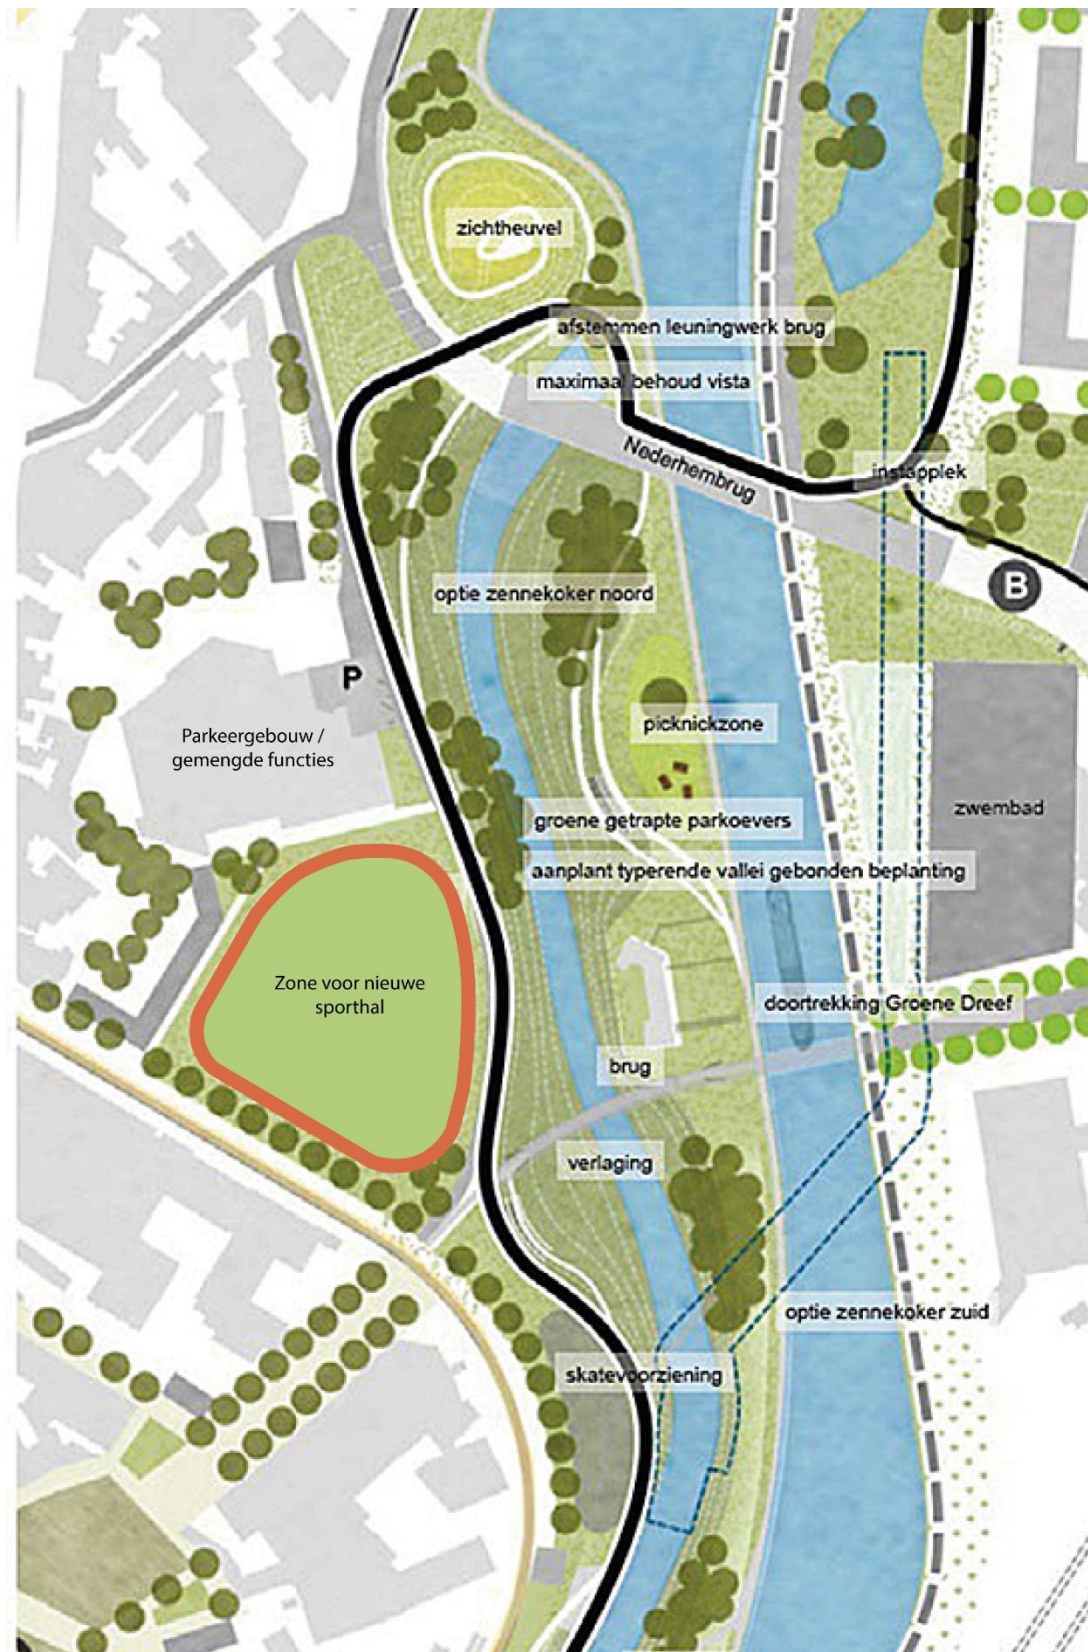 zichtheuvel
afstemmen leuningwerk brug
maximaal behoud vista
Nederhembrug
instapplek
B
optie zennekoker noord
P
picknickzone
Parkeergebouw /
gemengde functies
zwembad
groene getrapte parkoevers
aanplant typerende vallei gebonden beplanting
Zone voor nieuwe
sporthal
doortrekking Groene Dreef
brug
verlaging
optie zennekoker zuid
skatevoorziening